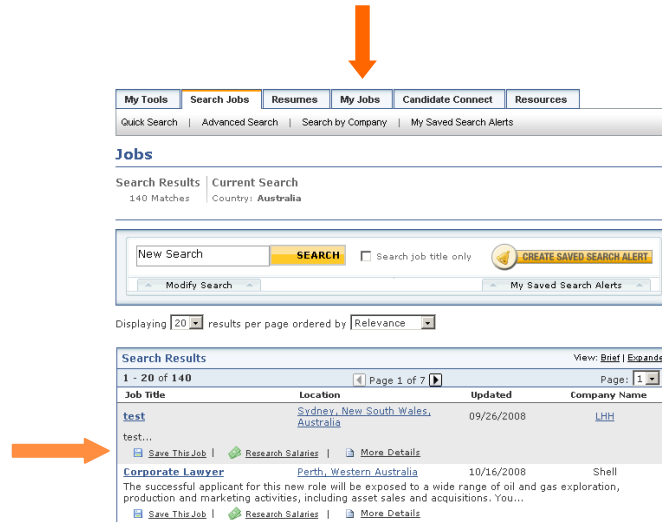 My Tools Search Jobs Resumes My Jobs Candidate Connect Resources
Quick Search | Advanced Search | Search by Company | My Saved Search Alerts
Jobs
Search Results Current Search
140 Matches Country: Australia
New Search SEARCH Search job title only CREATE SAVED SEARCH ALERT
Modify Search My Saved Search Alerts
Displaying 20 results per page ordered by Relevance
Search Results View: Brief | Expande
1 - 20 of 140 Page 1 of 7 Page: 1
Job Title Location Updated Company Name
test Sydney, New South Wales, Australia 09/26/2008 LHH
test...
Save This Job | Research Salaries | More Details
Corporate Lawyer Perth, Western Australia 10/16/2008 Shell
The successful applicant for this new role will be exposed to a wide range of oil and gas exploration,
production and marketing activities, including asset sales and acquisitions. You...
Save This Job | Research Salaries | More Details